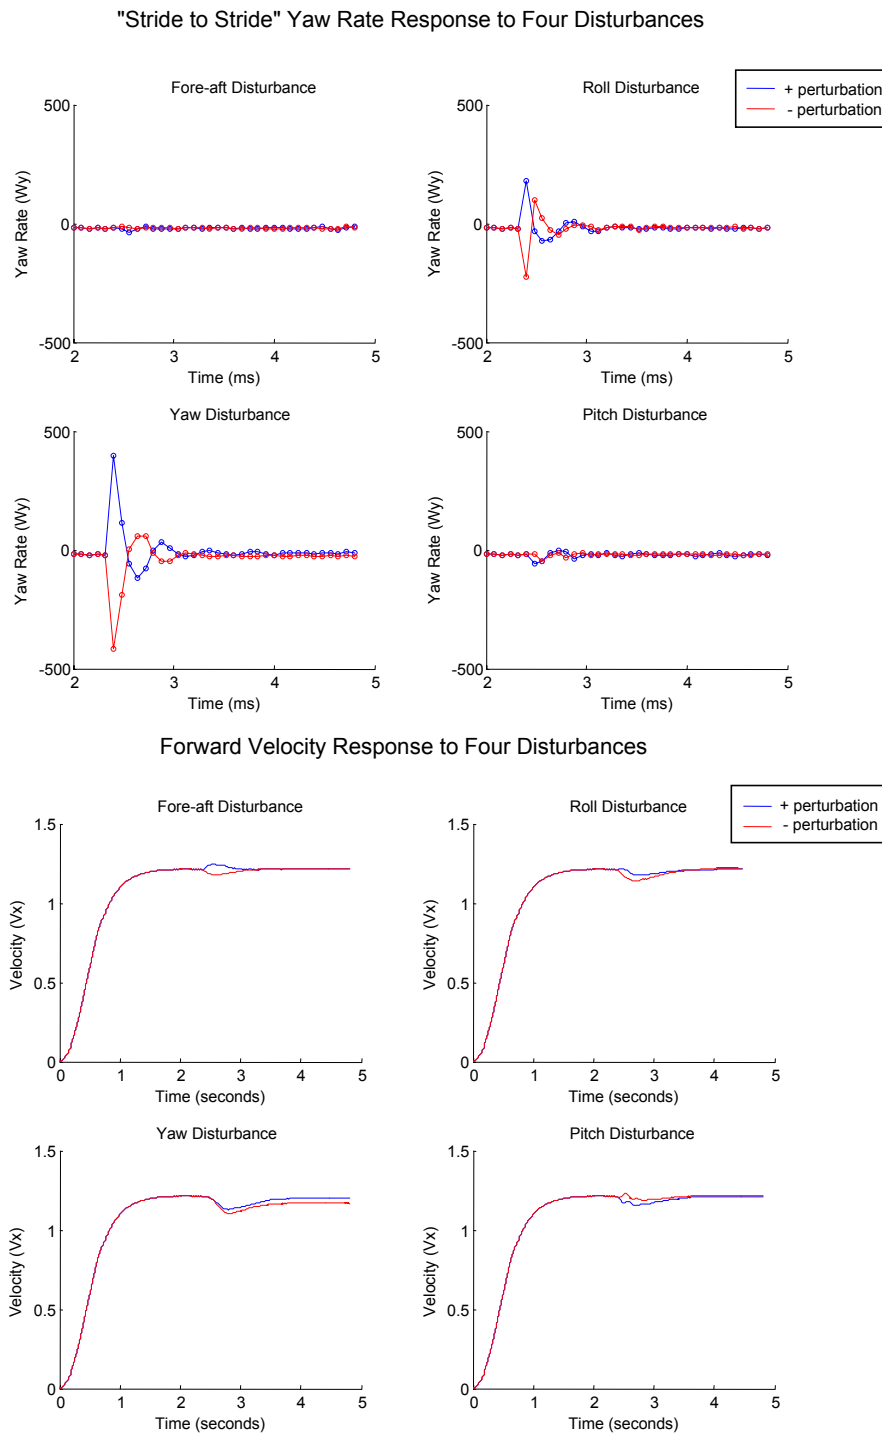 "Stride to Stride" Yaw Rate Response to Four Disturbances
Fore-aft Disturbance
500
0
-500
2
3
4
5
Yaw Rate (Wy)
Time (ms)
Roll Disturbance
500
0
-500
2
3
4
5
Yaw Rate (Wy)
Time (ms)
+ perturbation
- perturbation
Yaw Disturbance
500
0
-500
2
3
4
5
Yaw Rate (Wy)
Time (ms)
Pitch Disturbance
500
0
-500
2
3
4
5
Yaw Rate (Wy)
Time (ms)
Forward Velocity Response to Four Disturbances
Fore-aft Disturbance
1.5
1
0.5
0
0
1
2
3
4
5
Velocity (Vx)
Time (seconds)
Roll Disturbance
1.5
1
0.5
0
0
1
2
3
4
5
Velocity (Vx)
Time (seconds)
+ perturbation
- perturbation
Yaw Disturbance
1.5
1
0.5
0
0
1
2
3
4
5
Velocity (Vx)
Time (seconds)
Pitch Disturbance
1.5
1
0.5
0
0
1
2
3
4
5
Velocity (Vx)
Time (seconds)